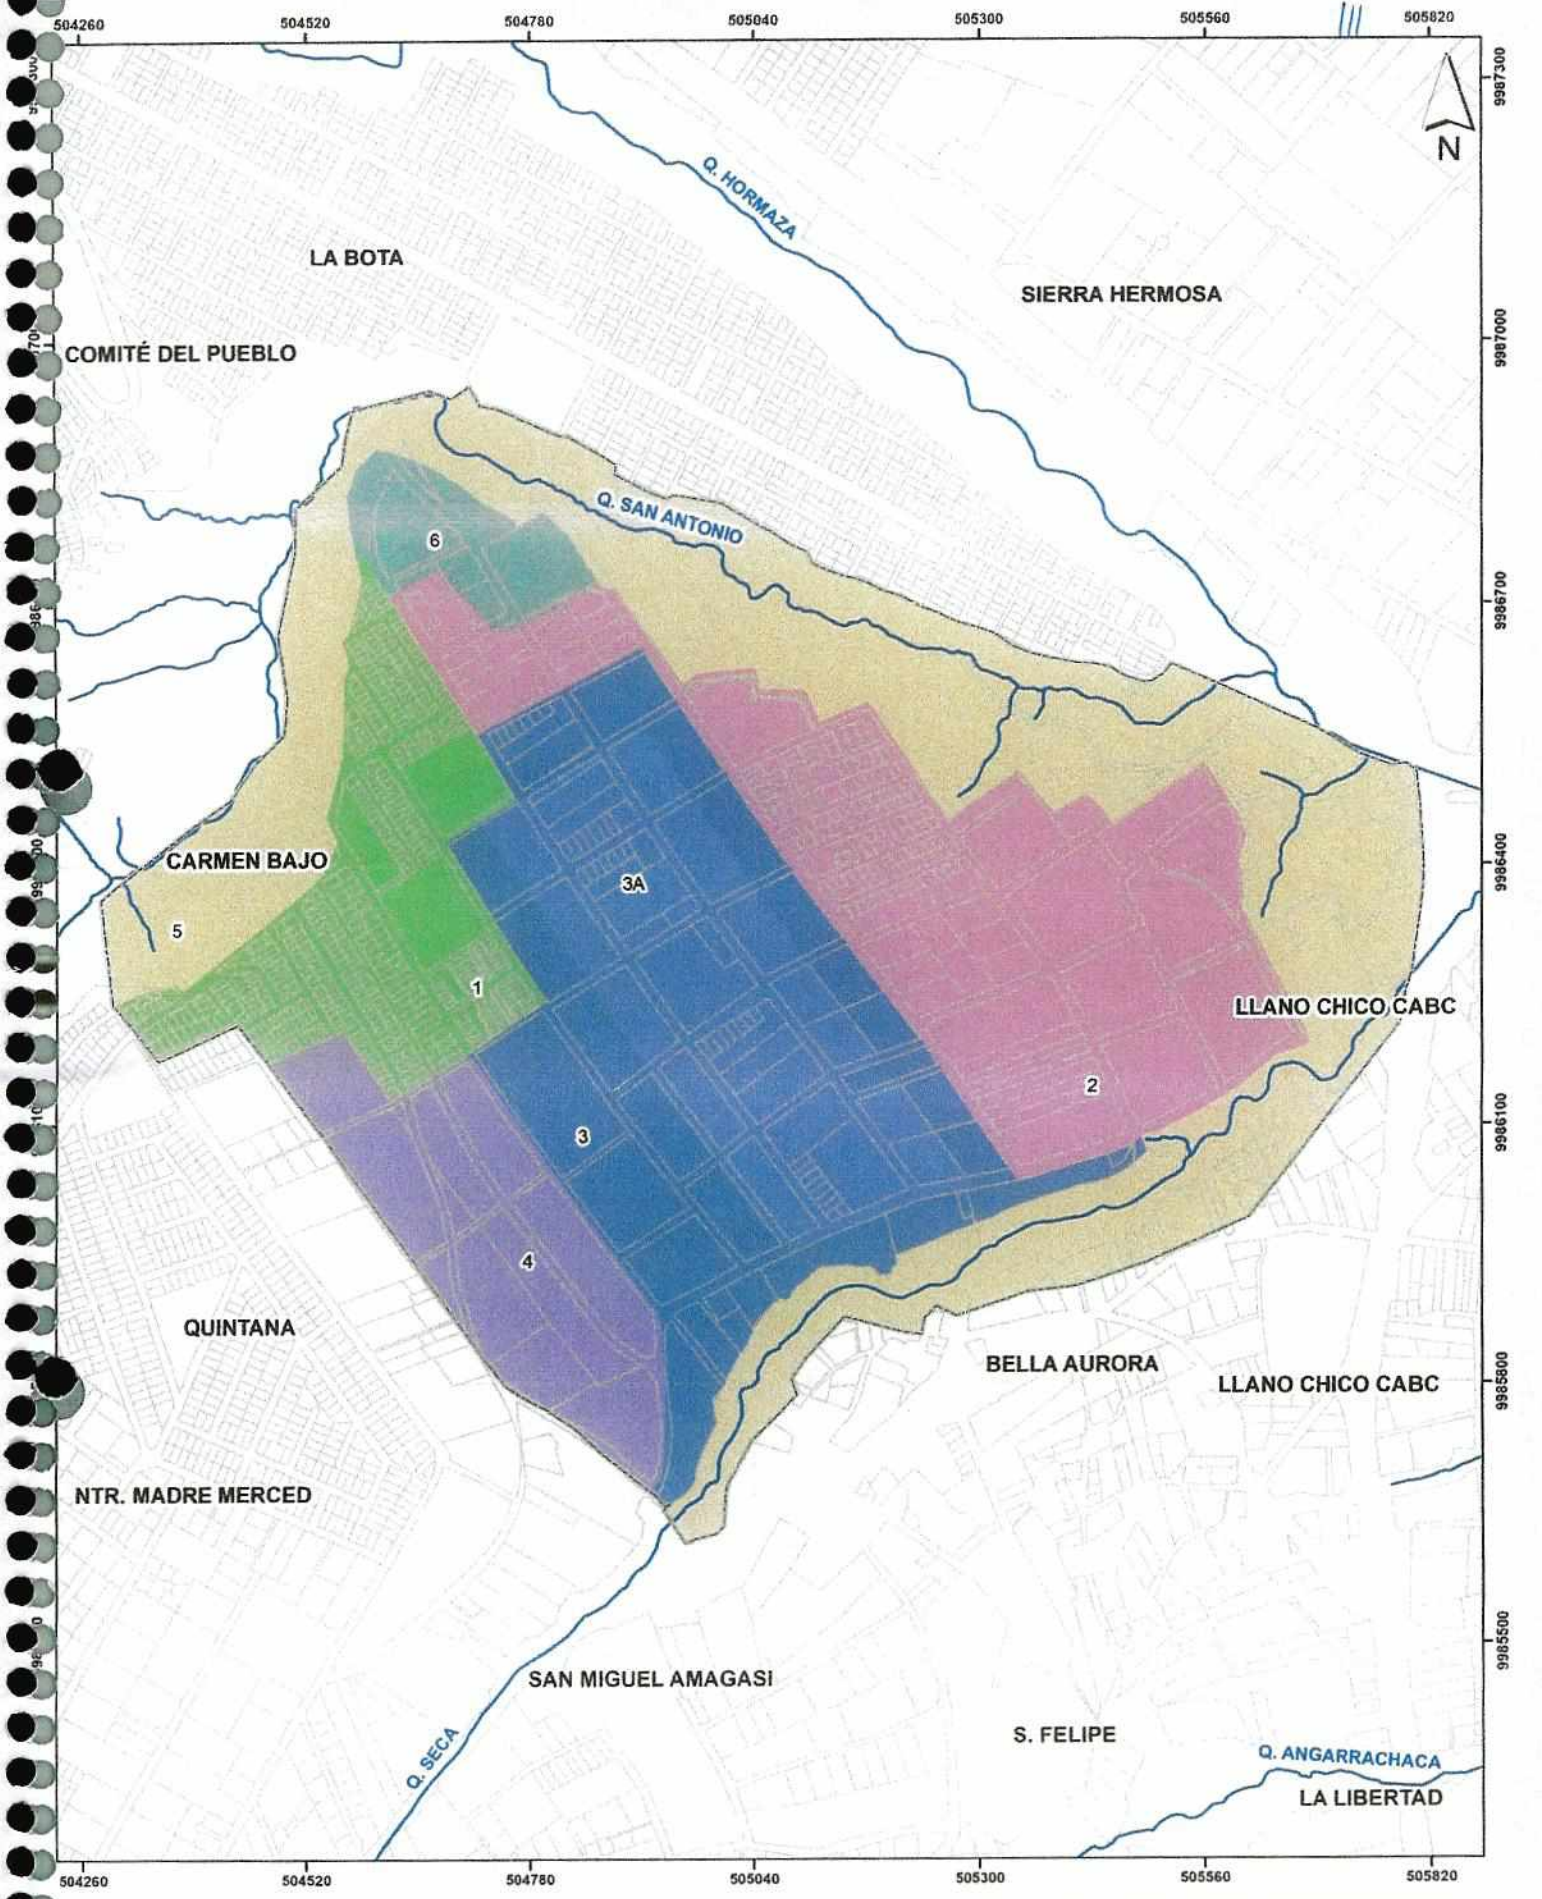 504260
504520
504780
505040
505300
505560
505820
9987300
N
Q. HORMAZA
LA BOTA
SIERRA HERMOSA
9987000
COMITÉ DEL PUEBLO
Q. SAN ANTONIO
6
9986700
CARMEN BAJO
3A
9986400
5
1
LLANO CHICO CABC
2
9986100
3
4
QUINTANA
BELLA AURORA
LLANO CHICO CABC
9985800
NTR. MADRE MERCED
9985500
SAN MIGUEL AMAGASI
S. FELIPE
Q. SECA
Q. ANGARRACHACA
LA LIBERTAD
504260
504520
504780
505040
505300
505560
505820